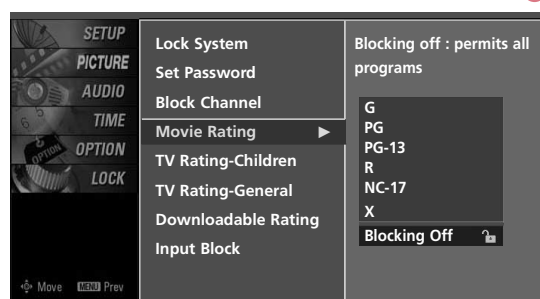 SETUP
PICTURE
AUDIO
TIME
OPTION
LOCK
Move MENU Prev
Lock System
Set Password
Block Channel
Movie Rating ►
TV Rating-Children
TV Rating-General
Downloadable Rating
Input Block
Blocking off : permits all
programs
G
PG
PG-13
R
NC-17
X
Blocking Off